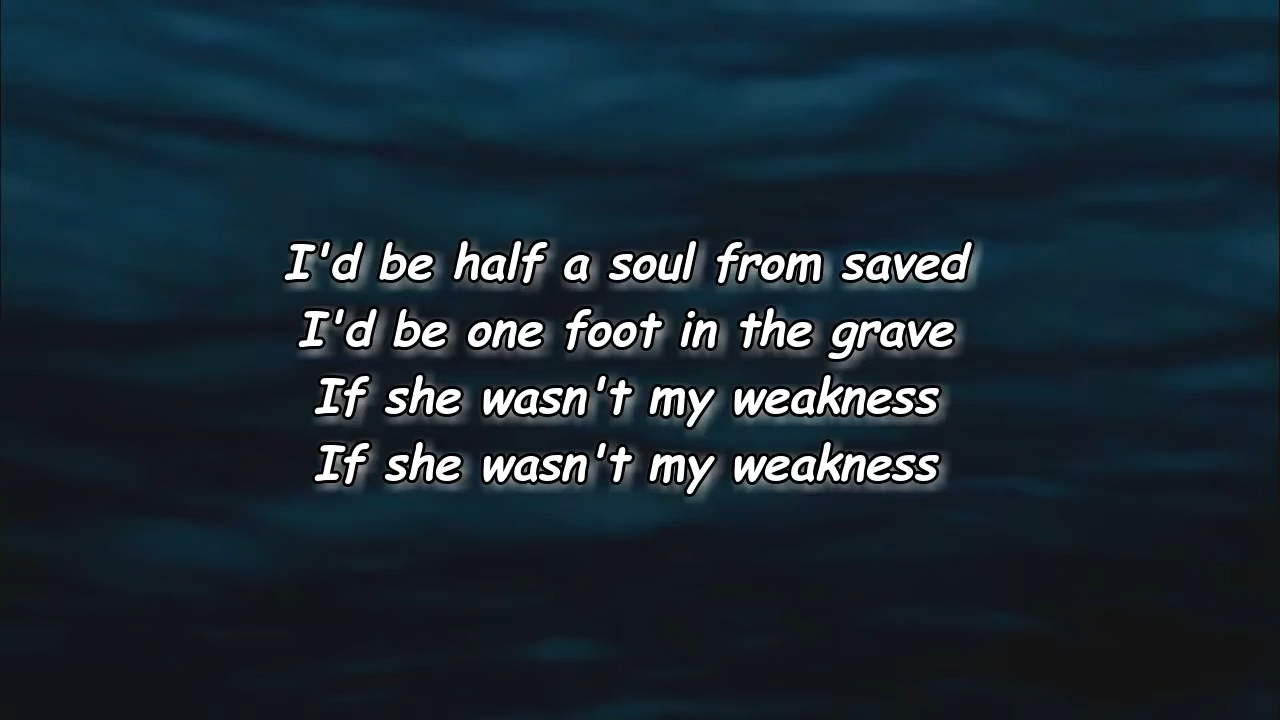 I'd be half a soul from saved
I'd be one foot in the grave
If she wasn't my weakness
If she wasn't my weakness